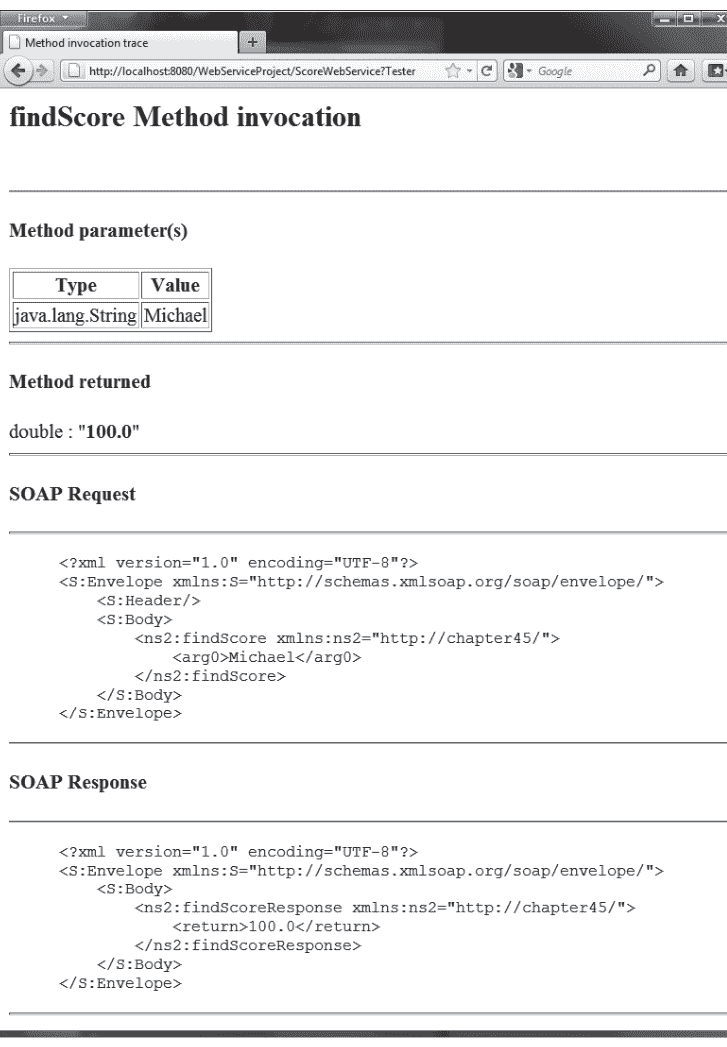 Firefox
Method invocation trace
http://localhost:8080/WebServiceProject/ScoreWebService?Tester
Google
findScore Method invocation
Method parameter(s)
Type Value
java.lang.String Michael
Method returned
double : "100.0"
SOAP Request
<?xml version="1.0" encoding="UTF-8"?>
<S:Envelope xmlns:S="http://schemas.xmlsoap.org/soap/envelope/">
    <S:Header/>
    <S:Body>
        <ns2:findScore xmlns:ns2="http://chapter45/">
            <arg0>Michael</arg0>
        </ns2:findScore>
    </S:Body>
</S:Envelope>
SOAP Response
<?xml version="1.0" encoding="UTF-8"?>
<S:Envelope xmlns:S="http://schemas.xmlsoap.org/soap/envelope/">
    <S:Body>
        <ns2:findScoreResponse xmlns:ns2="http://chapter45/">
            <return>100.0</return>
        </ns2:findScoreResponse>
    </S:Body>
</S:Envelope>